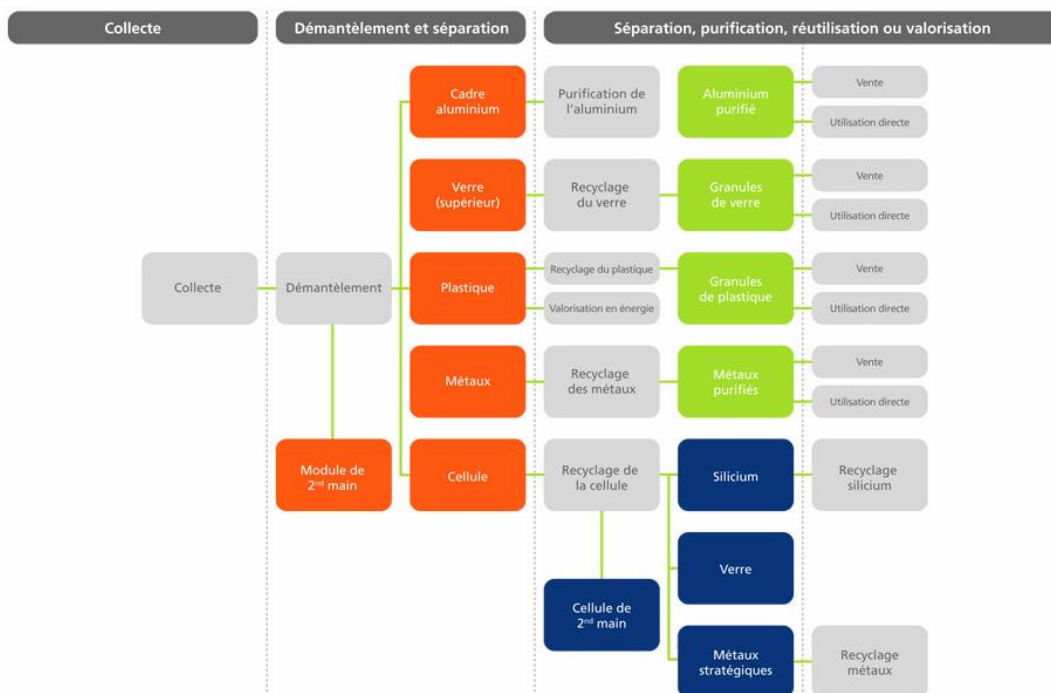 Collecte
Démantèlement et séparation
Séparation, purification, réutilisation ou valorisation
Cadre
aluminium
Purification de
l'aluminium
Aluminium
purifié
Vente
Utilisation directe
Verre
(supérieur)
Recyclage
du verre
Granules
de verre
Vente
Utilisation directe
Collecte
Démantèlement
Plastique
Recyclage du plastique
Valorisation en énergie
Granules
de plastique
Vente
Utilisation directe
Métaux
Recyclage
des métaux
Métaux
purifiés
Vente
Utilisation directe
Module de
2nd main
Cellule
Recyclage de
la cellule
Silicium
Recyclage
silicium
Verre
Cellule de
2nd main
Métaux
stratégiques
Recyclage
métaux